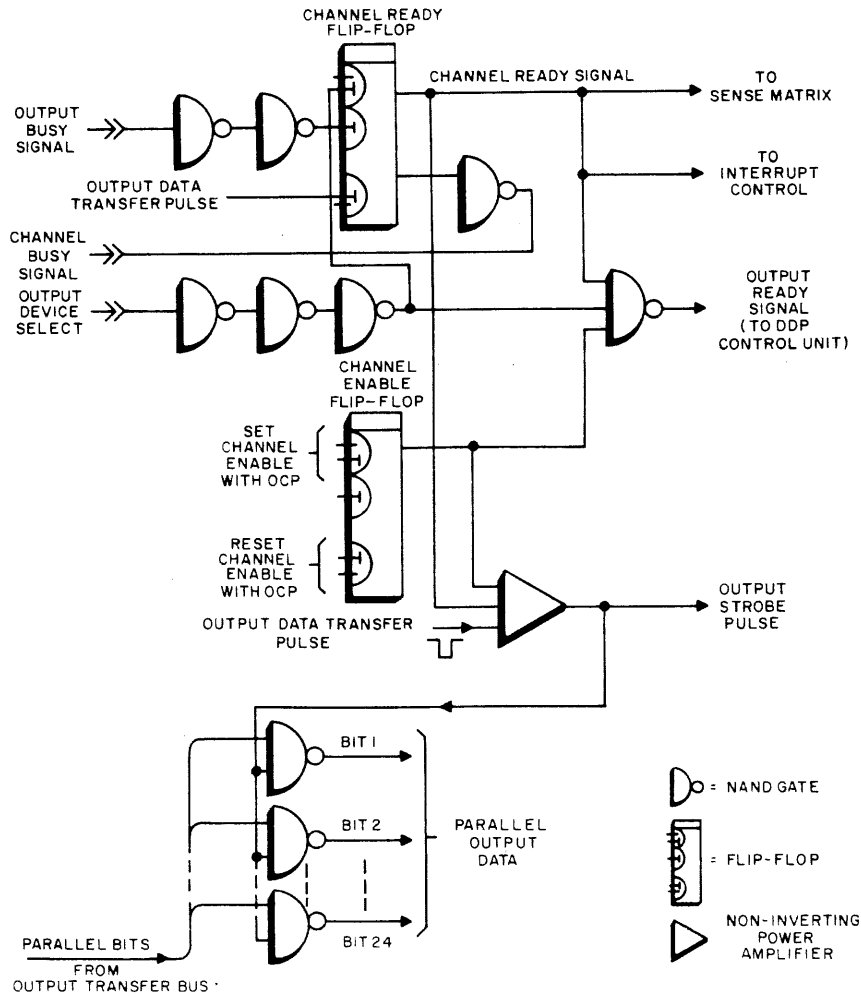 CHANNEL READY
FLIP-FLOP
CHANNEL READY SIGNAL
TO
SENSE MATRIX
OUTPUT
BUSY
SIGNAL
TO
INTERRUPT
CONTROL
OUTPUT DATA
TRANSFER PULSE
CHANNEL
BUSY
SIGNAL
OUTPUT
DEVICE
SELECT
OUTPUT
READY
SIGNAL
(TO DDP
CONTROL UNIT)
CHANNEL
ENABLE
FLIP-FLOP
SET
CHANNEL
ENABLE
WITH OCP
RESET
CHANNEL
ENABLE
WITH OCP
OUTPUT DATA TRANSFER
PULSE
OUTPUT
STROBE
PULSE
BIT 1
BIT 2
BIT 24
PARALLEL
OUTPUT
DATA
PARALLEL BITS
FROM
OUTPUT TRANSFER BUS
= NAND GATE
= FLIP-FLOP
NON-INVERTING
= POWER
AMPLIFIER